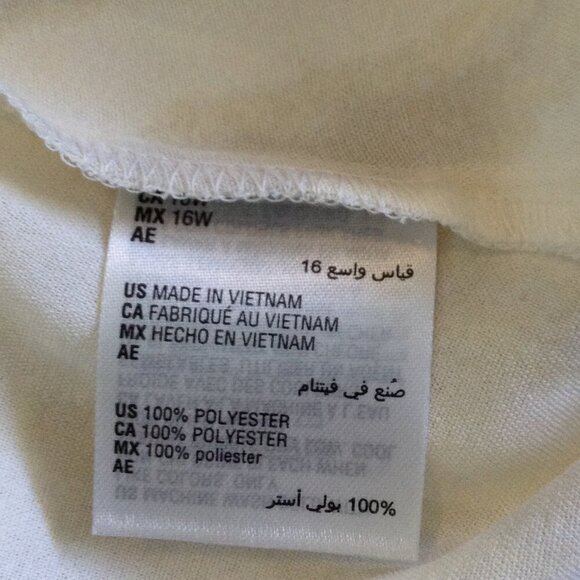 MX 16W
AE
قياس واسع 16
US MADE IN VIETNAM
CA FABRIQUÉ AU VIETNAM
MX HECHO EN VIETNAM
AE
صُنع في فيتنام
US 100% POLYESTER
CA 100% POLYESTER
MX 100% poliester
AE
100% بولي أستر